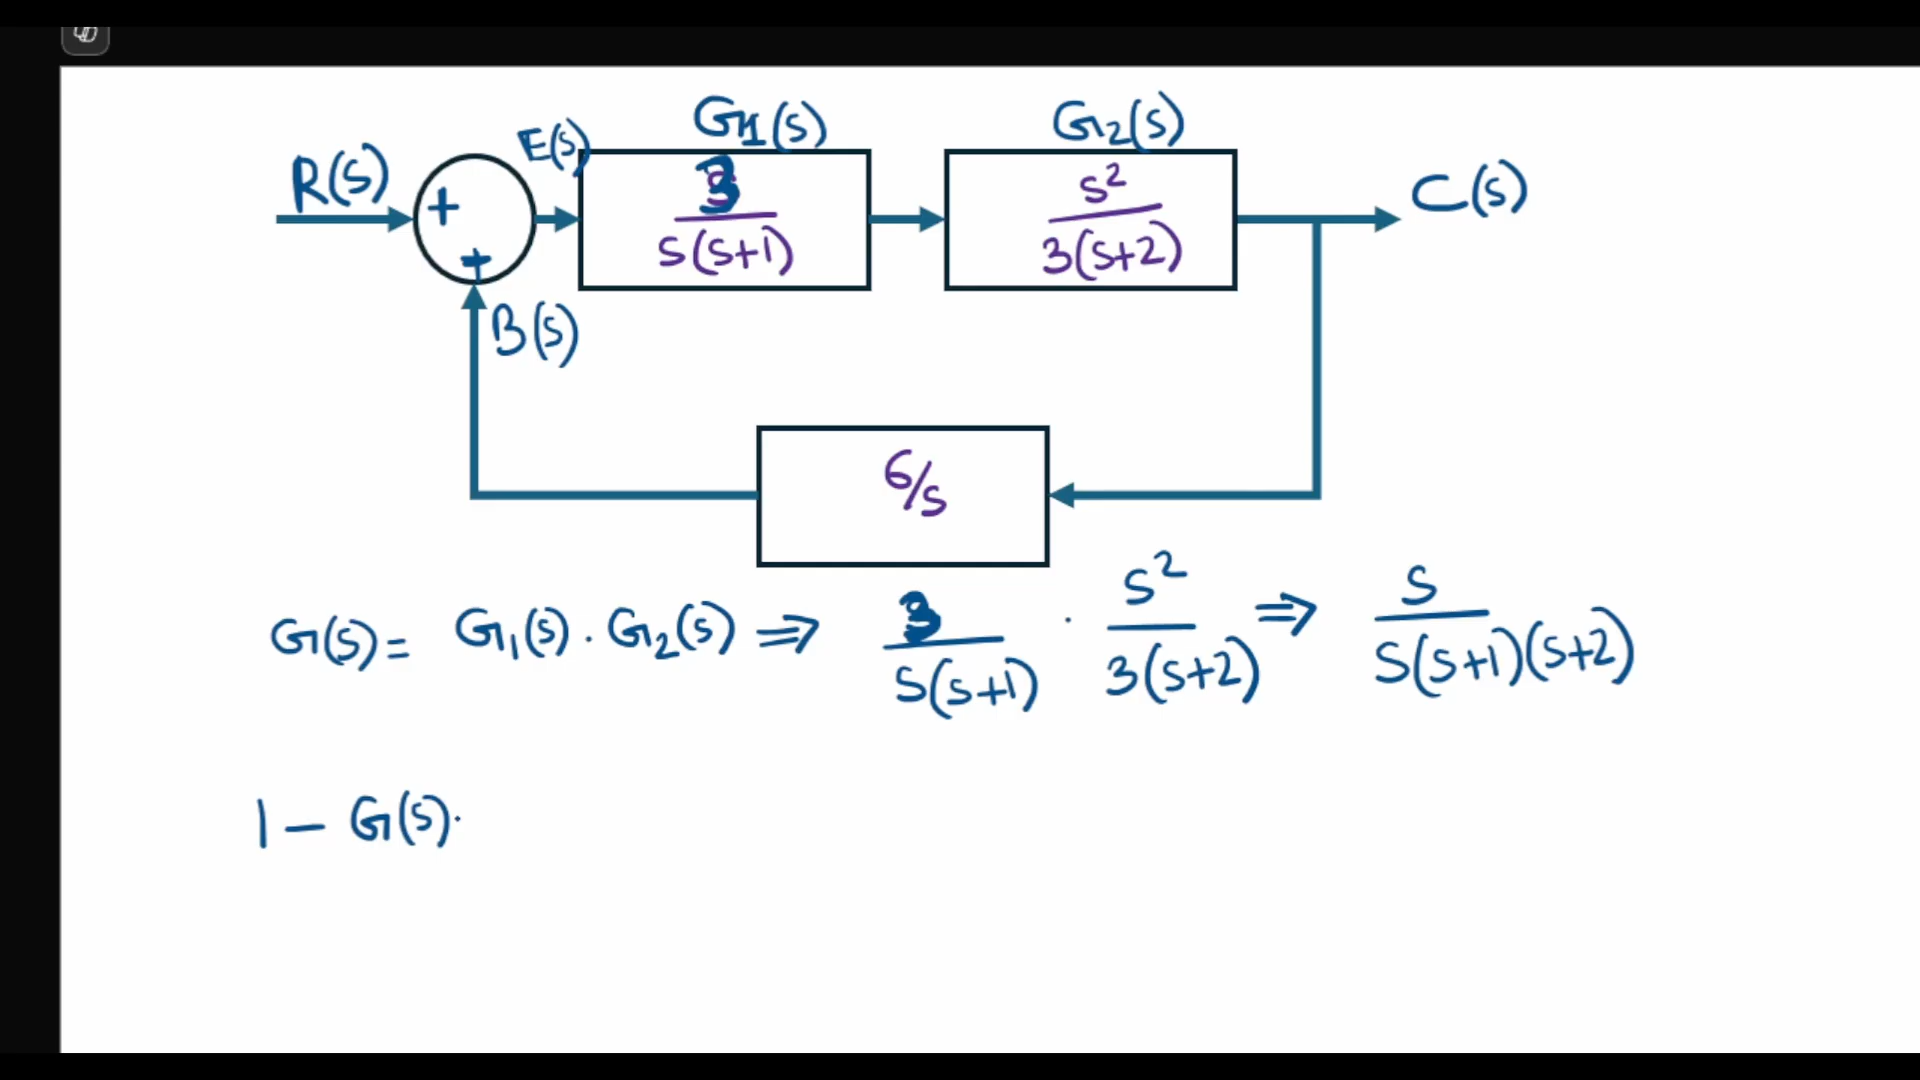 G1(s) G₂(s)
R(s) + E(s) 3/s(s+1) s²/3(s+2) C(s)
+
B(s)
6/s
G(s) = G₁(s) . G₂(s) ⇒ 3/s(s+1) . s²/3(s+2) ⇒ s/s(s+1)(s+2)
1 − G(s).